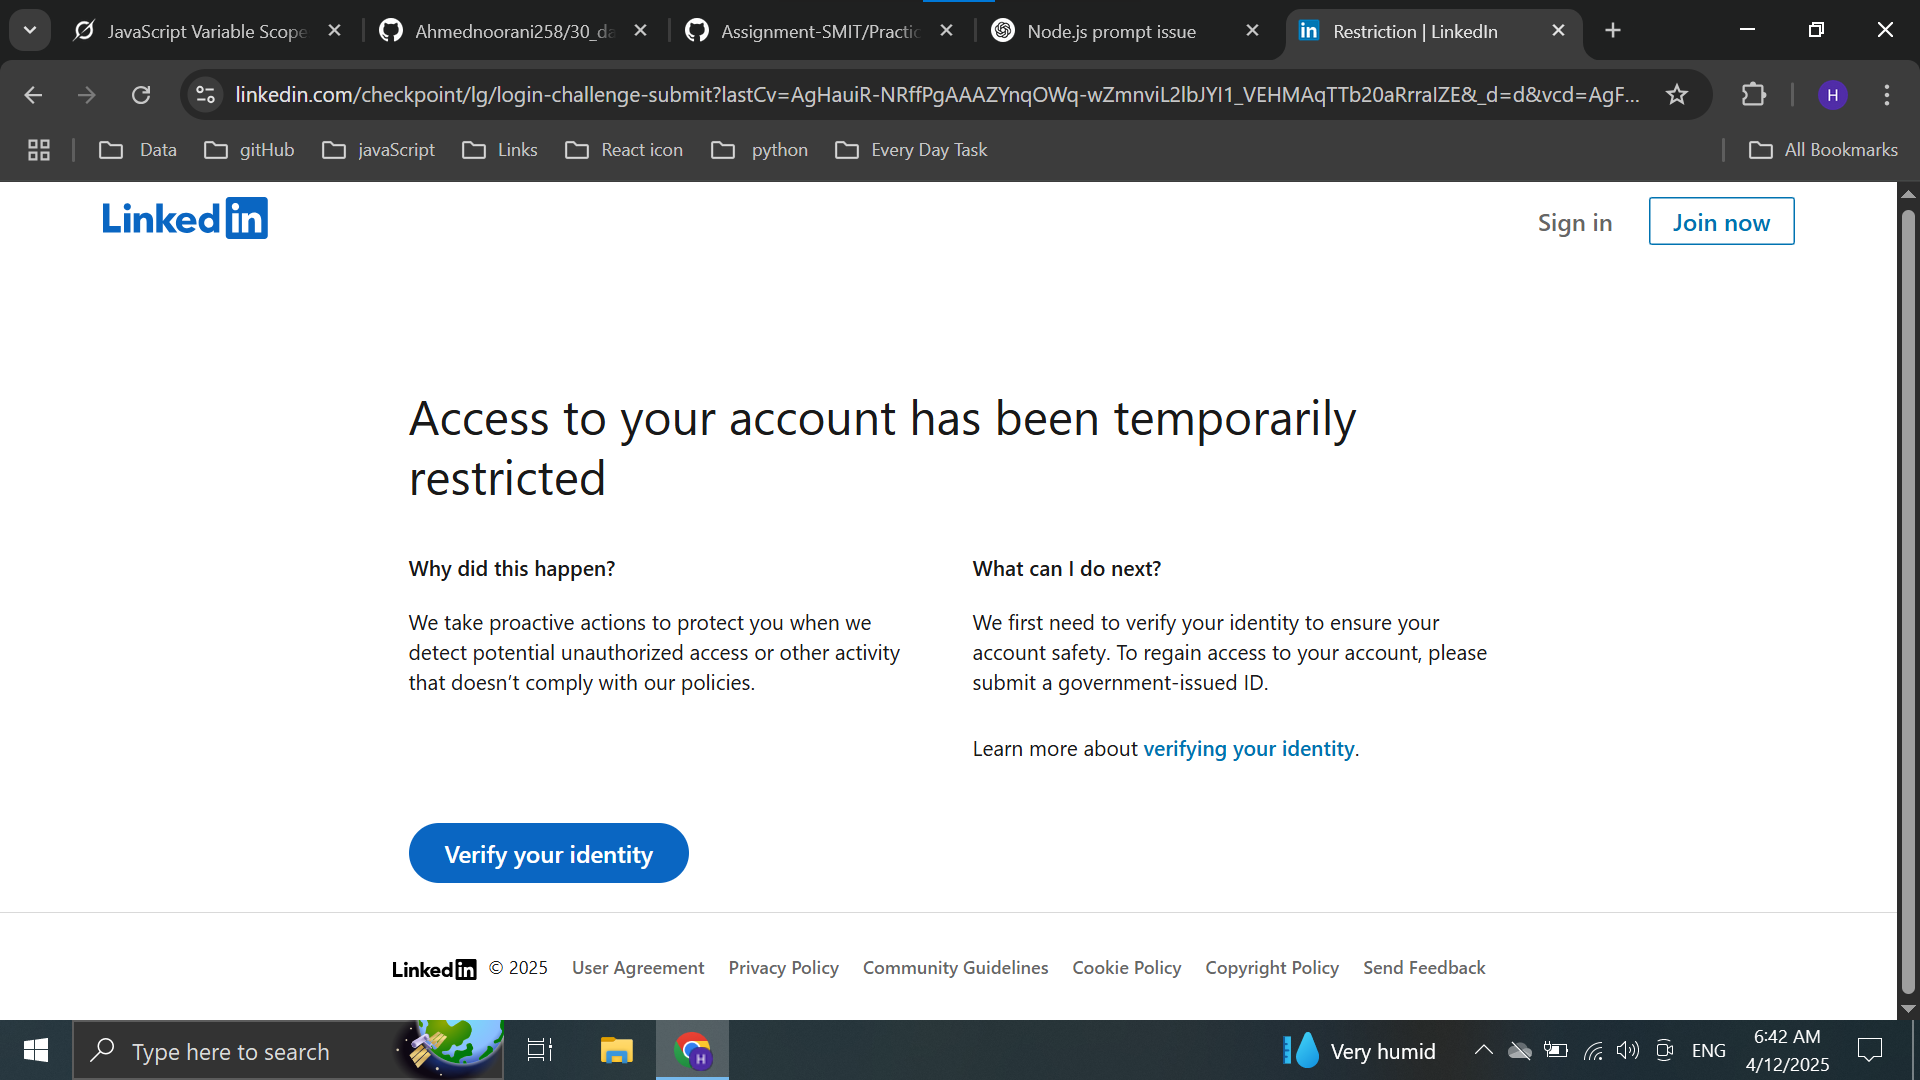 JavaScript Variable Scope
Ahmednoorani258/30_da
Assignment-SMIT/Practic
Node.js prompt issue
Restriction | LinkedIn
linkedin.com/checkpoint/lg/login-challenge-submit?lastCv=AgHauiR-NRffPgAAAZYnqOWq-wZmnviL2lbJYl1_VEHMAqTTb20aRrraIZE&_d=d&vcd=AgF...
H
Data
gitHub
javaScript
Links
React icon
python
Every Day Task
All Bookmarks
Linked in
Sign in
Join now
Access to your account has been temporarily
restricted
Why did this happen?
We take proactive actions to protect you when we
detect potential unauthorized access or other activity
that doesn’t comply with our policies.
What can I do next?
We first need to verify your identity to ensure your
account safety. To regain access to your account, please
submit a government-issued ID.
Learn more about verifying your identity.
Verify your identity
Linked in © 2025 User Agreement Privacy Policy Community Guidelines Cookie Policy Copyright Policy Send Feedback
Type here to search
H
Very humid
ENG
6:42 AM
4/12/2025